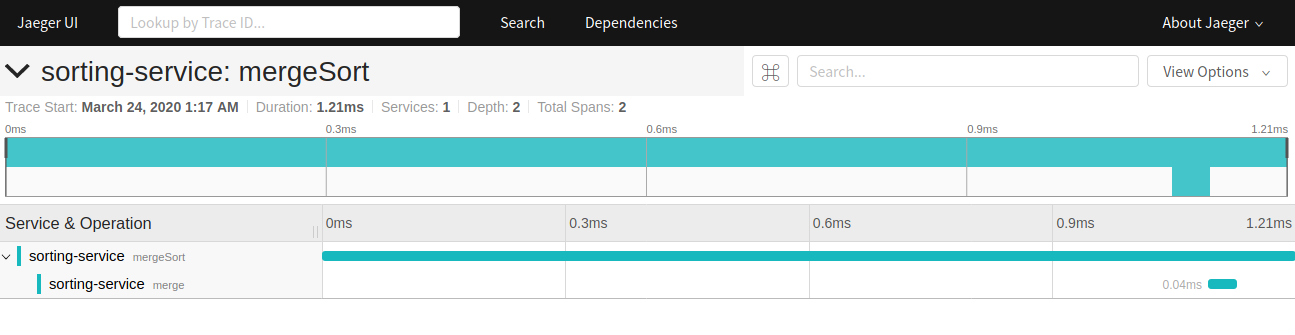 Jaeger UI Lookup by Trace ID... Search Dependencies About Jaeger
sorting-service: mergeSort Search... View Options
Trace Start: March 24, 2020 1:17 AM Duration: 1.21ms Services: 1 Depth: 2 Total Spans: 2
0ms 0.3ms 0.6ms 0.9ms 1.21ms
Service & Operation 0ms 0.3ms 0.6ms 0.9ms 1.21ms
sorting-service mergeSort
sorting-service merge 0.04ms